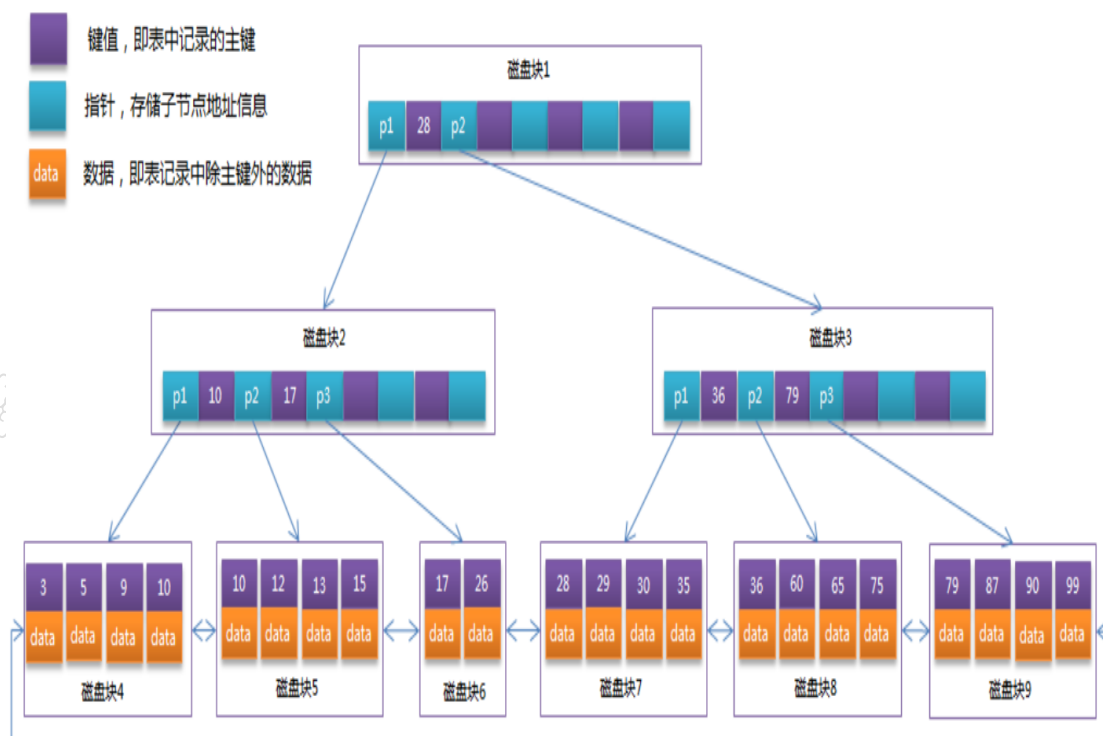 键值，即表中记录的主键
指针，存储子节点地址信息
data 数据，即表记录中除主键外的数据
磁盘块1
p1 28 p2
磁盘块2
p1 10 p2 17 p3
磁盘块3
p1 36 p2 79 p3
3 5 9 10
data data data data
磁盘块4
10 12 13 15
data data data data
磁盘块5
17 26
data data
磁盘块6
28 29 30 35
data data data data
磁盘块7
36 60 65 75
data data data data
磁盘块8
79 87 90 99
data data data data
磁盘块9